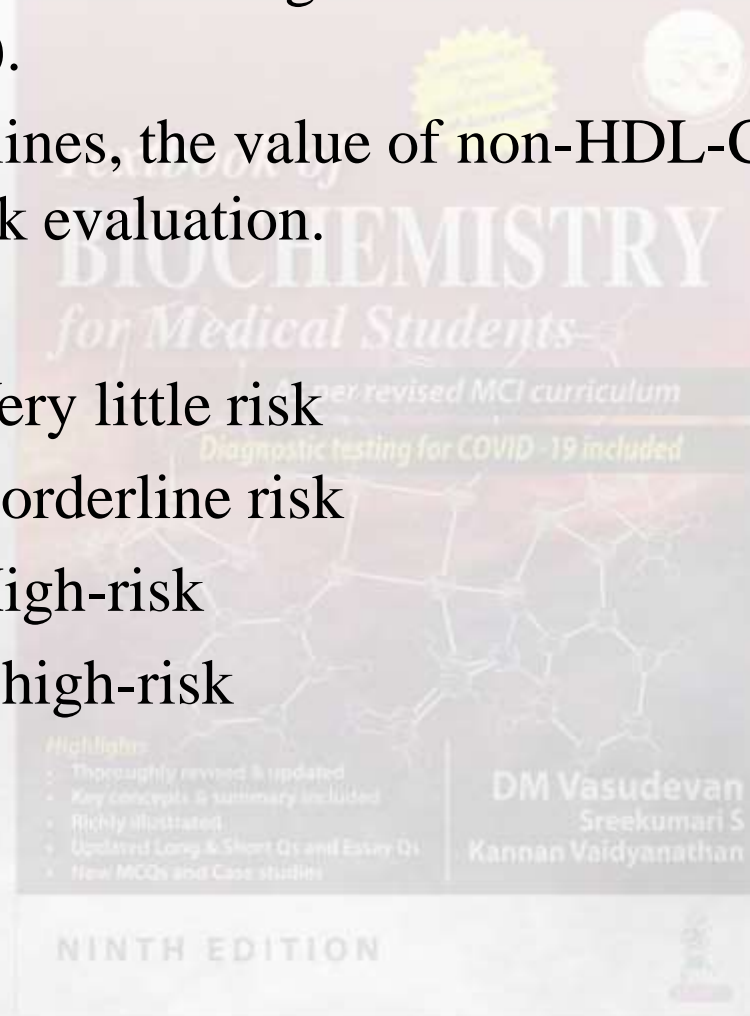 ).
lines, the value of non-HDL-C
k evaluation.
Textbook of
BIOCHEMISTRY
for Medical Students
ery little risk
As per revised MCI curriculum
Diagnostic testing for COVID -19 included
orderline risk
High-risk
high-risk
Highlights
• Thoroughly revised & updated
• Key concepts & summary included
• Richly illustrated
• Updated Long & Short Qs and Essay Qs
• New MCQs and Case studies
DM Vasudevan
Sreekumari S
Kannan Vaidyanathan
NINTH EDITION